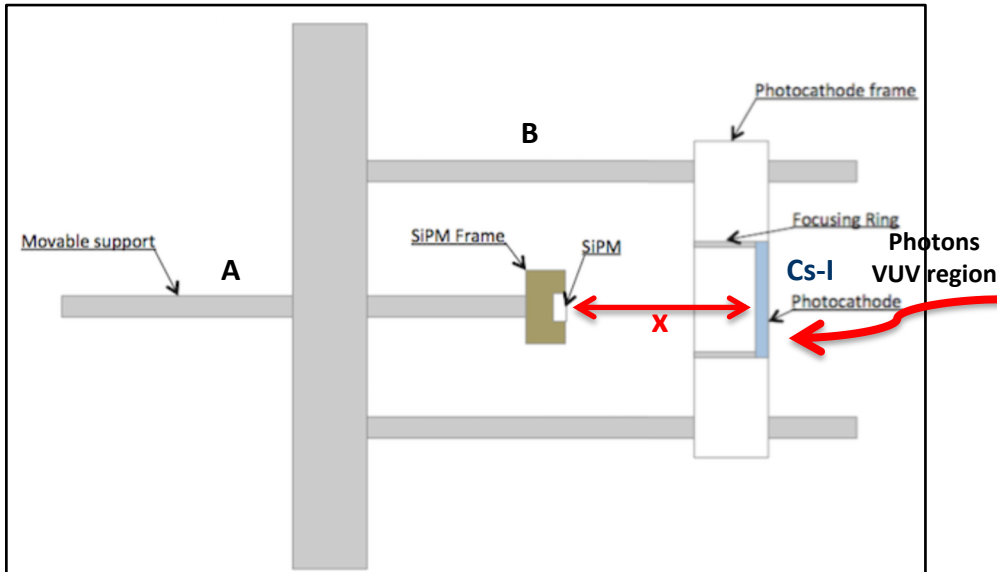 Photocathode frame
B
Focusing Ring
SiPM Frame
SiPM
Movable support
A
Cs-I
Photons
VUV region
Photocathode
X